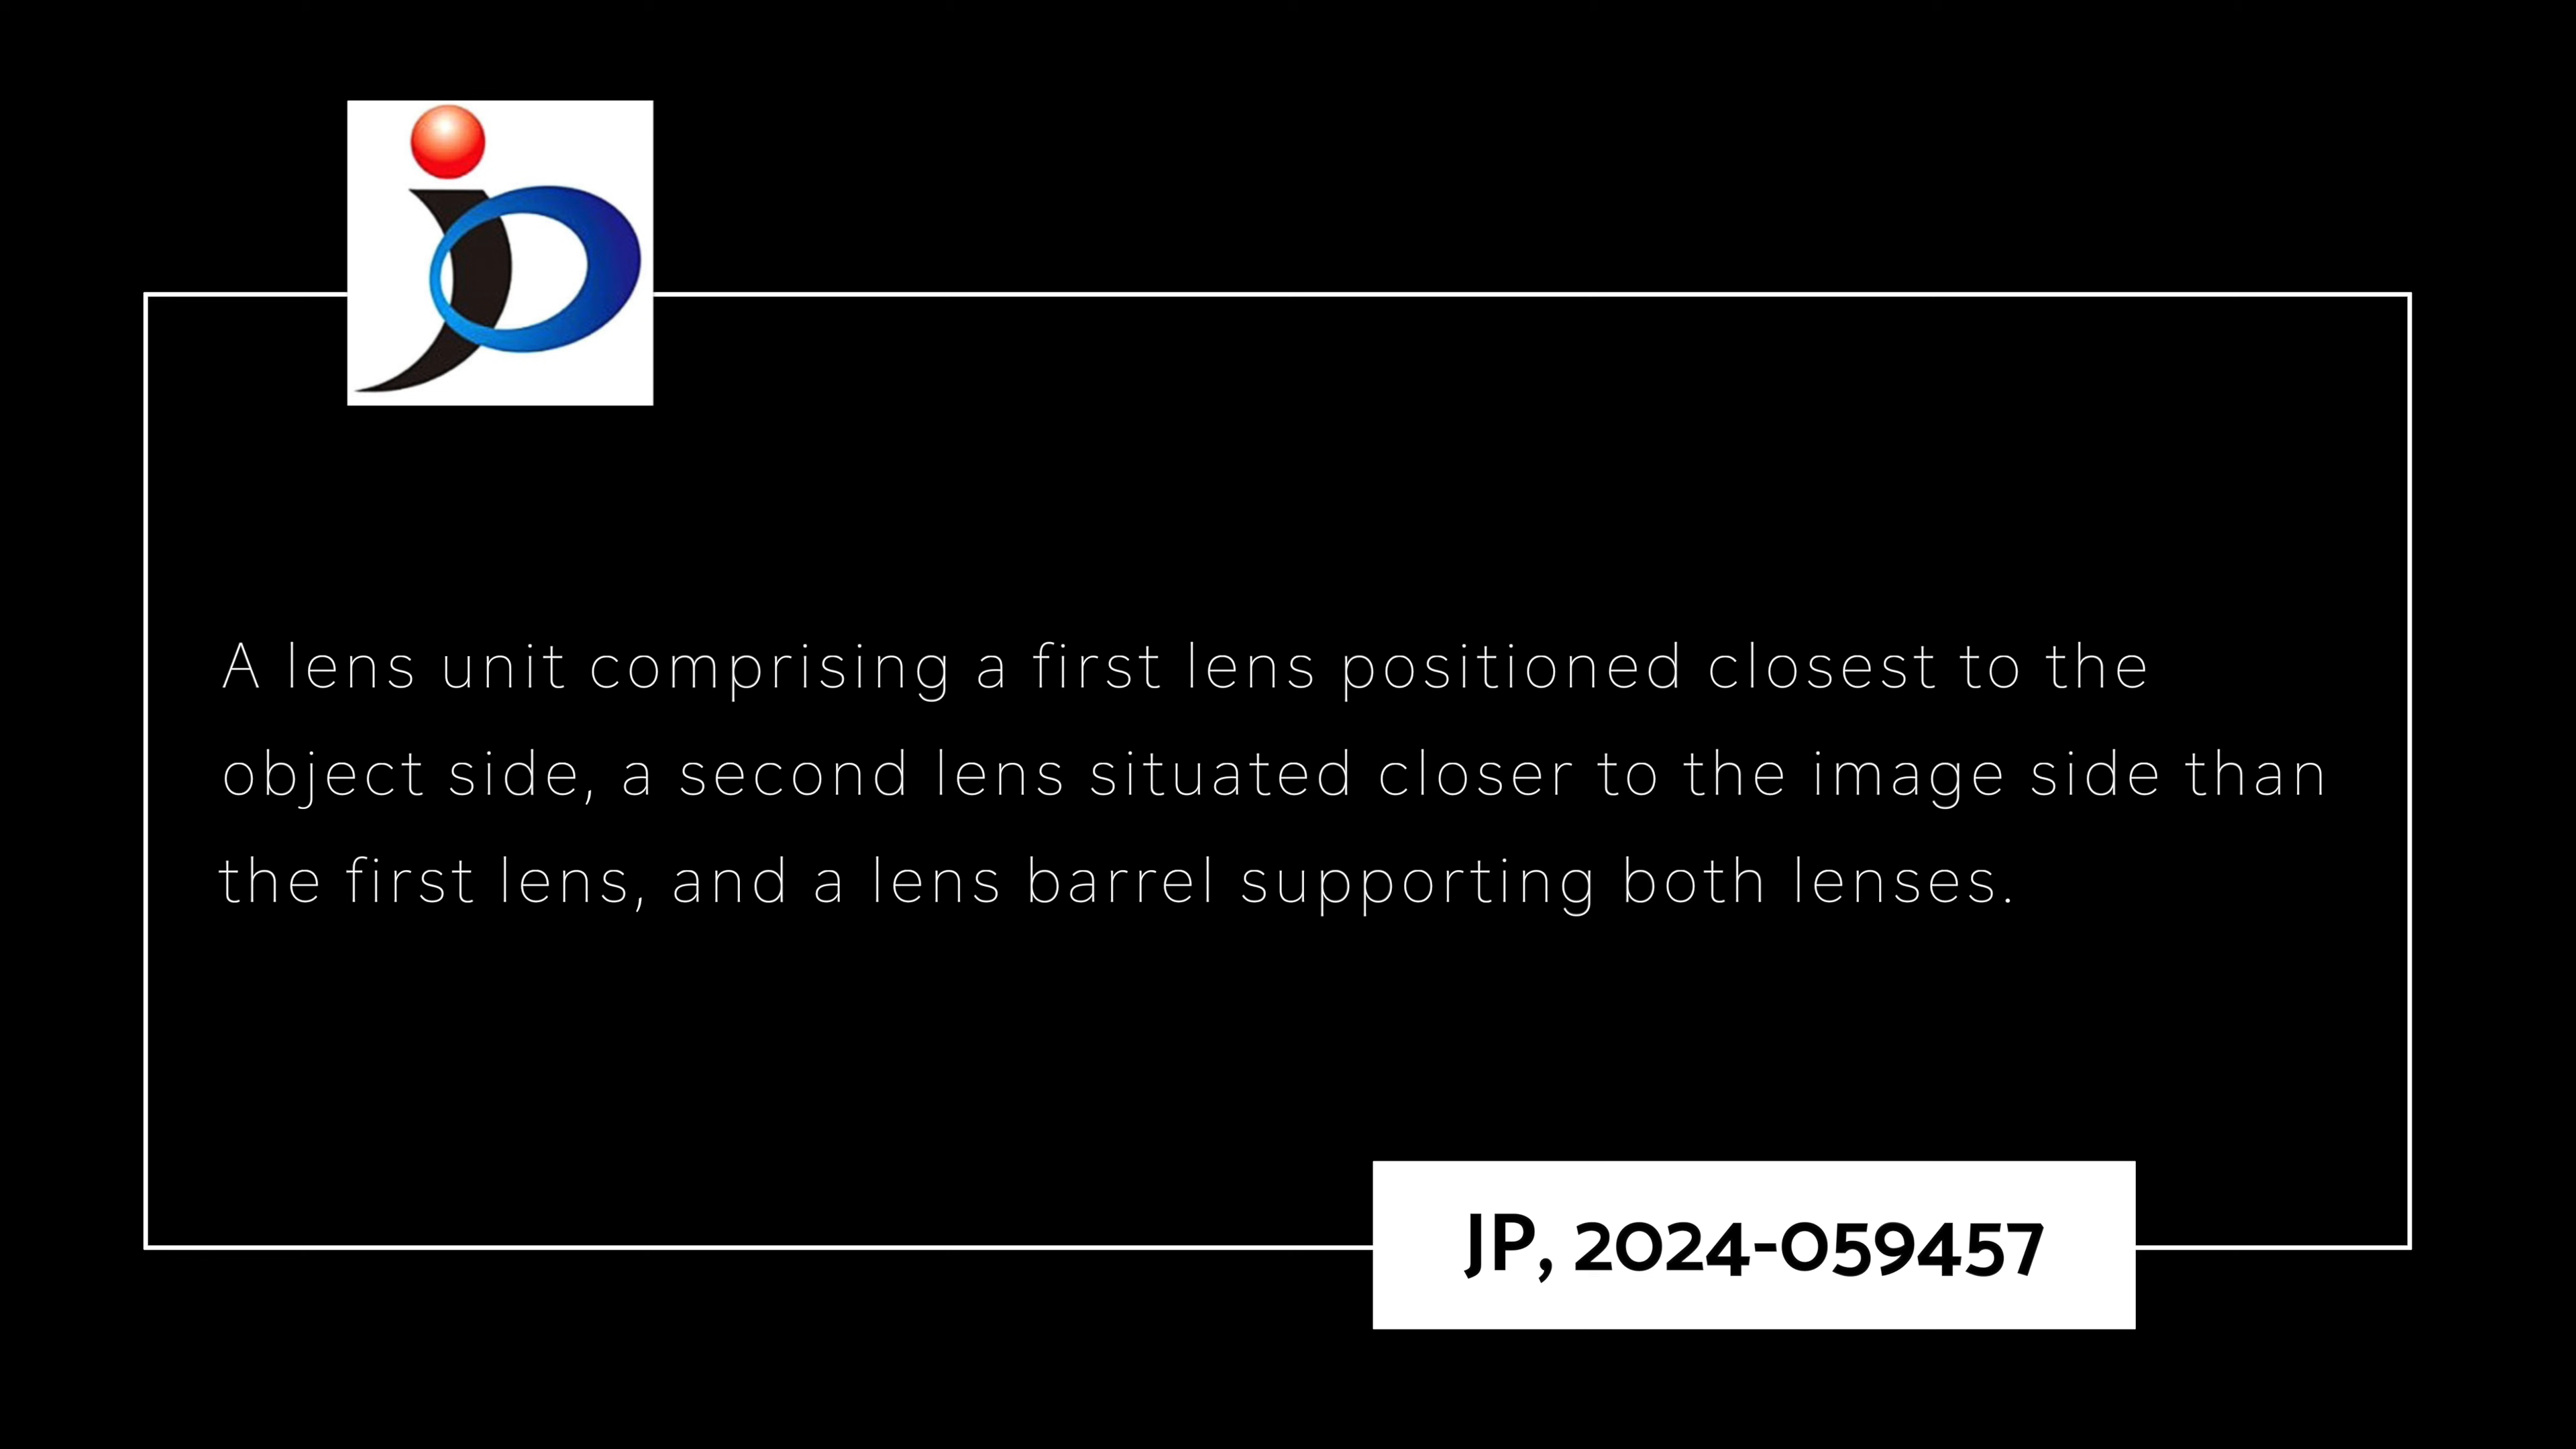 A lens unit comprising a first lens positioned closest to the
object side, a second lens situated closer to the image side than
the first lens, and a lens barrel supporting both lenses.
JP, 2024-059457